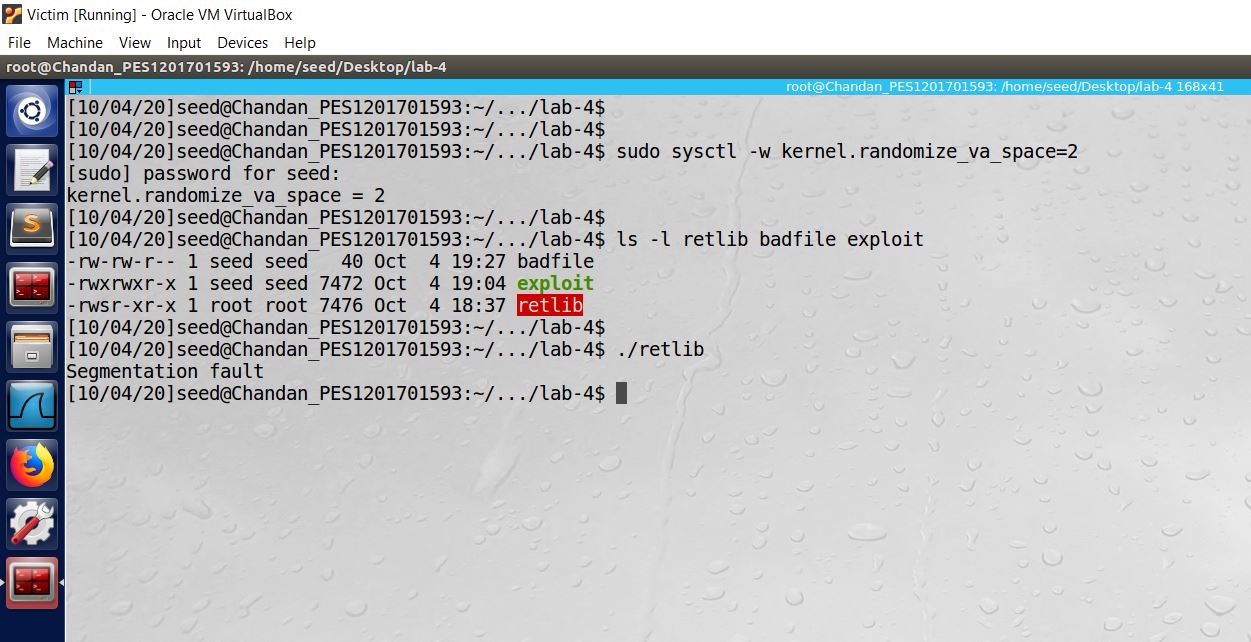 Victim [Running] - Oracle VM VirtualBox
File Machine View Input Devices Help
root@Chandan_PES1201701593: /home/seed/Desktop/lab-4
root@Chandan_PES1201701593: /home/seed/Desktop/lab-4 168x41
[10/04/20]seed@Chandan_PES1201701593:~/.../lab-4$
[10/04/20]seed@Chandan_PES1201701593:~/.../lab-4$
[10/04/20]seed@Chandan_PES1201701593:~/.../lab-4$ sudo sysctl -w kernel.randomize_va_space=2
[sudo] password for seed:
kernel.randomize_va_space = 2
[10/04/20]seed@Chandan_PES1201701593:~/.../lab-4$
[10/04/20]seed@Chandan_PES1201701593:~/.../lab-4$ ls -l retlib badfile exploit
-rw-rw-r-- 1 seed seed   40 Oct  4 19:27 badfile
-rwxrwxr-x 1 seed seed 7472 Oct  4 19:04 exploit
-rwsr-xr-x 1 root root 7476 Oct  4 18:37 retlib
[10/04/20]seed@Chandan_PES1201701593:~/.../lab-4$
[10/04/20]seed@Chandan_PES1201701593:~/.../lab-4$ ./retlib
Segmentation fault
[10/04/20]seed@Chandan_PES1201701593:~/.../lab-4$